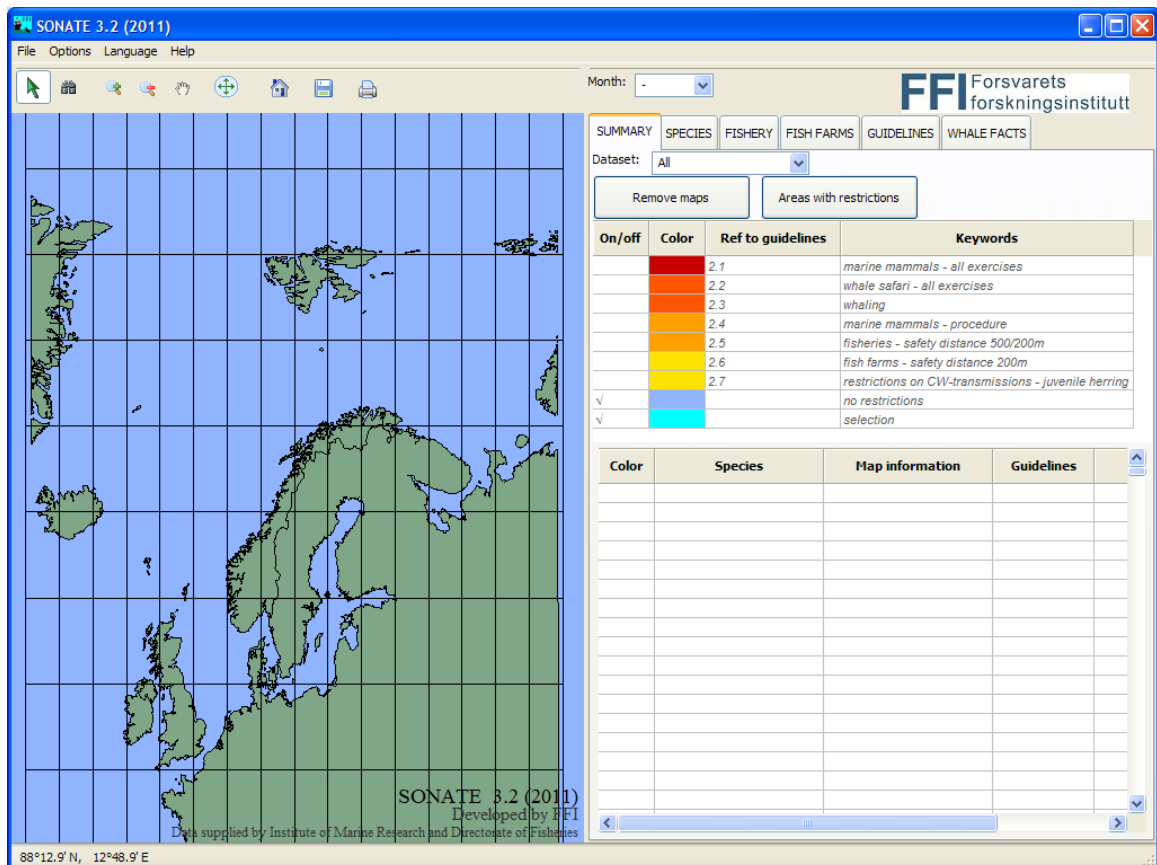 SONATE 3.2 (2011)
File Options Language Help
Month: -
FFI Forsvarets
forskningsinstitutt
SUMMARY SPECIES FISHERY FISH FARMS GUIDELINES WHALE FACTS
Dataset: All
Remove maps Areas with restrictions
On/off Color Ref to guidelines Keywords
2.1 marine mammals - all exercises
2.2 whale safari - all exercises
2.3 whaling
2.4 marine mammals - procedure
2.5 fisheries - safety distance 500/200m
2.6 fish farms - safety distance 200m
2.7 restrictions on CW-transmissions - juvenile herring
√ no restrictions
√ selection
Color Species Map information Guidelines
SONATE 3.2 (2011)
Developed by FFI
Data supplied by Institute of Marine Research and Directorate of Fisheries
88°12.9' N, 12°48.9' E